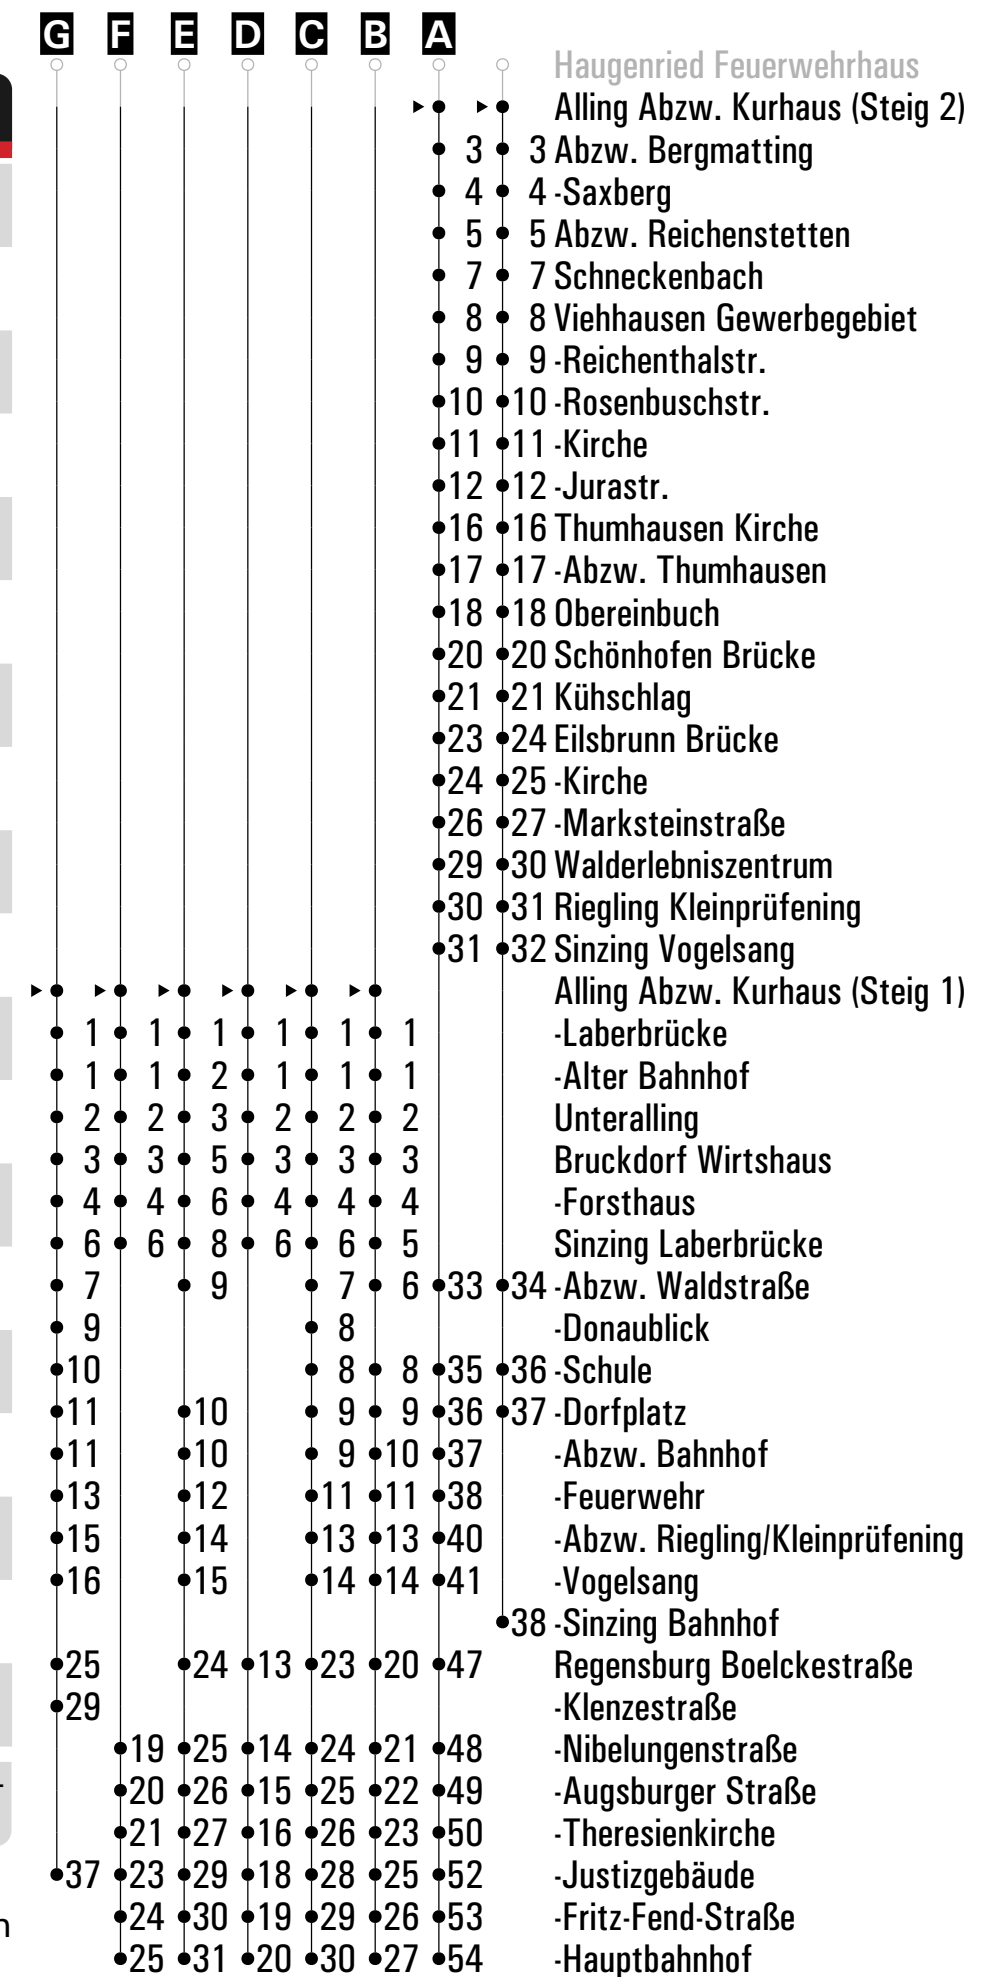 G F E D C B A
Haugenried Feuerwehrhaus
Alling Abzw. Kurhaus (Steig 2)
3 3 Abzw. Bergmatting
4 4 -Saxberg
5 5 Abzw. Reichenstetten
7 7 Schneckenbach
8 8 Viehhausen Gewerbegebiet
9 9 -Reichenthalstr.
10 10 -Rosenbuschstr.
11 11 -Kirche
12 12 -Jurastr.
16 16 Thumhausen Kirche
17 17 -Abzw. Thumhausen
18 18 Obereinbuch
20 20 Schönhofen Brücke
21 21 Kühschlag
23 24 Eilsbrunn Brücke
24 25 -Kirche
26 27 -Marksteinstraße
29 30 Walderlebniszentrum
30 31 Riegling Kleinprüfening
31 32 Sinzing Vogelsang
Alling Abzw. Kurhaus (Steig 1)
1 1 1 1 1 1 -Laberbrücke
1 1 2 1 1 1 -Alter Bahnhof
2 2 3 2 2 2 Unteralling
3 3 5 3 3 3 Bruckdorf Wirtshaus
4 4 6 4 4 4 -Forsthaus
6 6 8 6 6 5 Sinzing Laberbrücke
7 9 7 6 33 34 -Abzw. Waldstraße
9 8 -Donaublick
10 8 8 35 36 -Schule
11 10 9 9 36 37 -Dorfplatz
11 10 9 10 37 -Abzw. Bahnhof
13 12 11 11 38 -Feuerwehr
15 14 13 13 40 -Abzw. Riegling/Kleinprüfening
16 15 14 14 41 -Vogelsang
38 -Sinzing Bahnhof
25 24 13 23 20 47 Regensburg Boelckestraße
29 -Klenzestraße
19 25 14 24 21 48 -Nibelungenstraße
20 26 15 25 22 49 -Augsburger Straße
21 27 16 26 23 50 -Theresienkirche
37 23 29 18 28 25 52 -Justizgebäude
24 30 19 29 26 53 -Fritz-Fend-Straße
25 31 20 30 27 54 -Hauptbahnhof